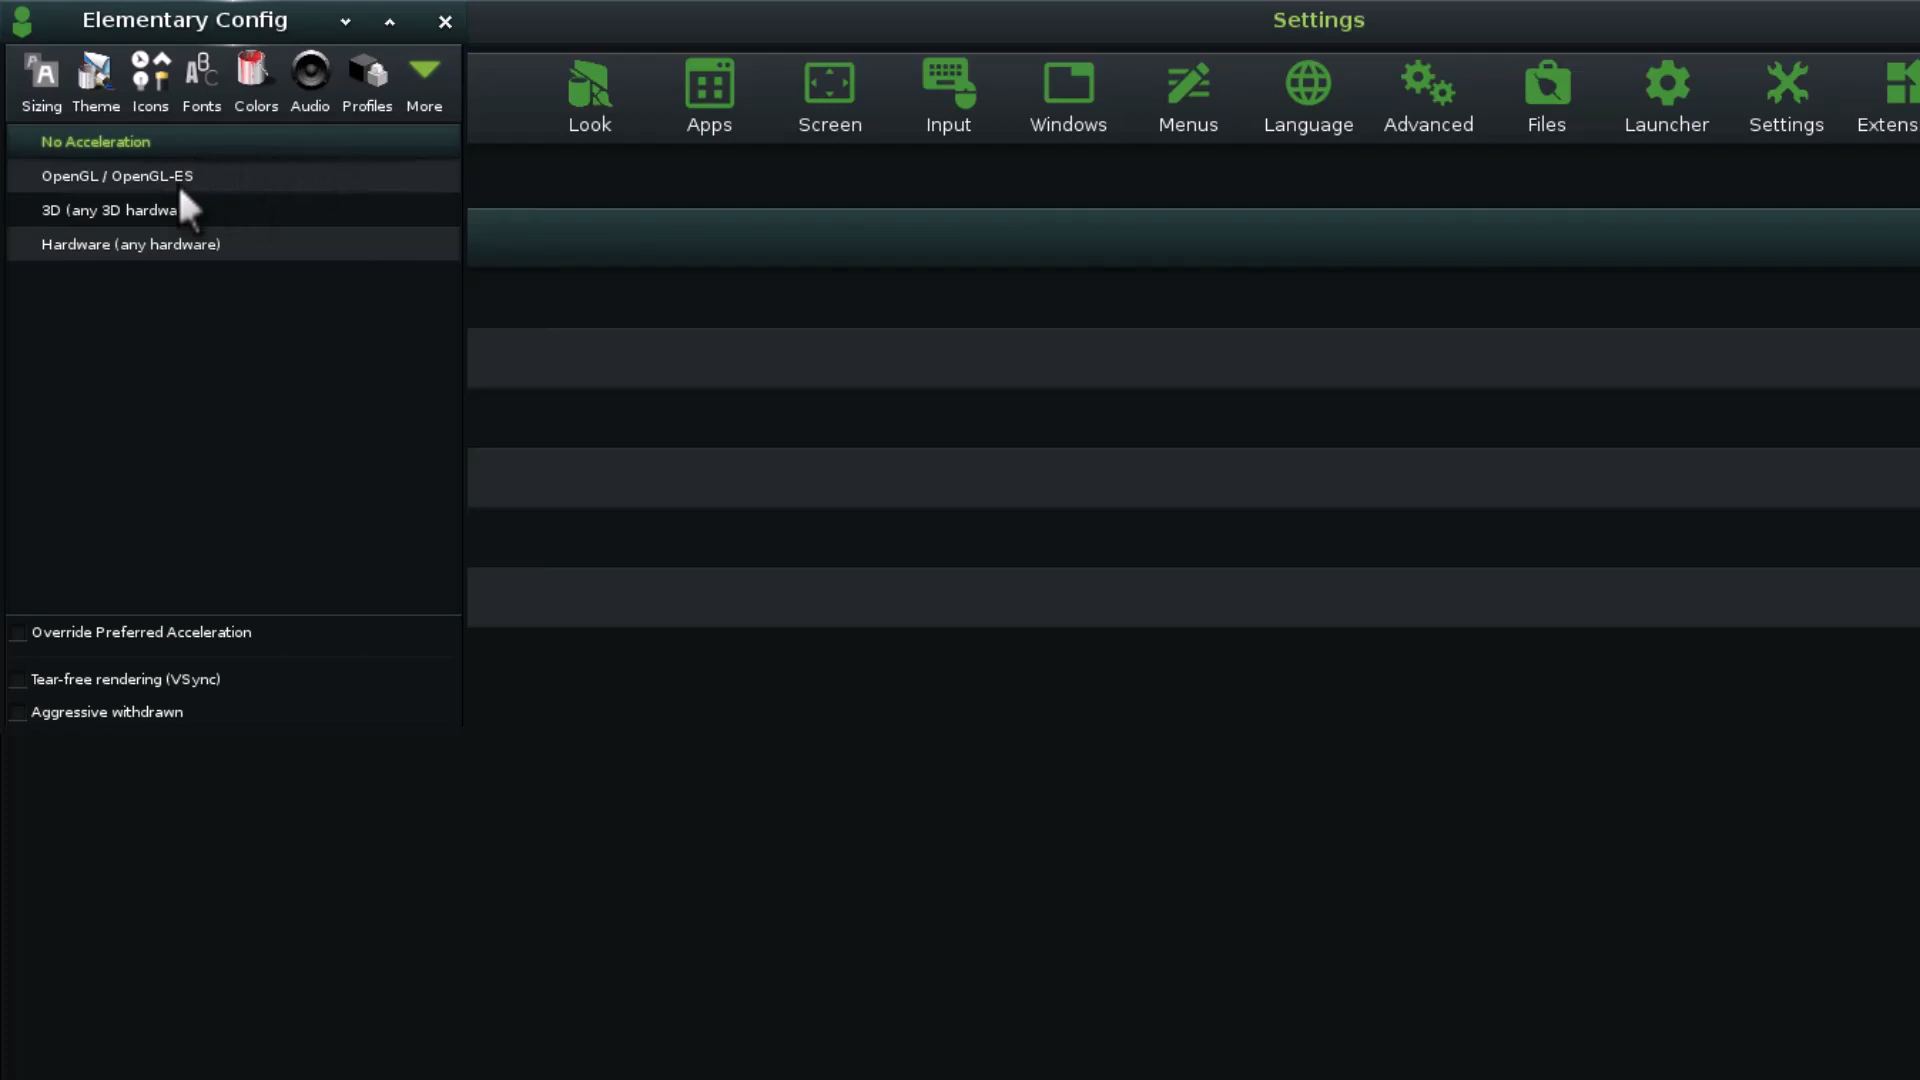 Elementary Config
Settings
Sizing Theme Icons Fonts Colors Audio Profiles More
Look Apps Screen Input Windows Menus Language Advanced Files Launcher Settings Extens
No Acceleration
OpenGL / OpenGL-ES
3D (any 3D hardwa
Hardware (any hardware)
Override Preferred Acceleration
Tear-free rendering (VSync)
Aggressive withdrawn